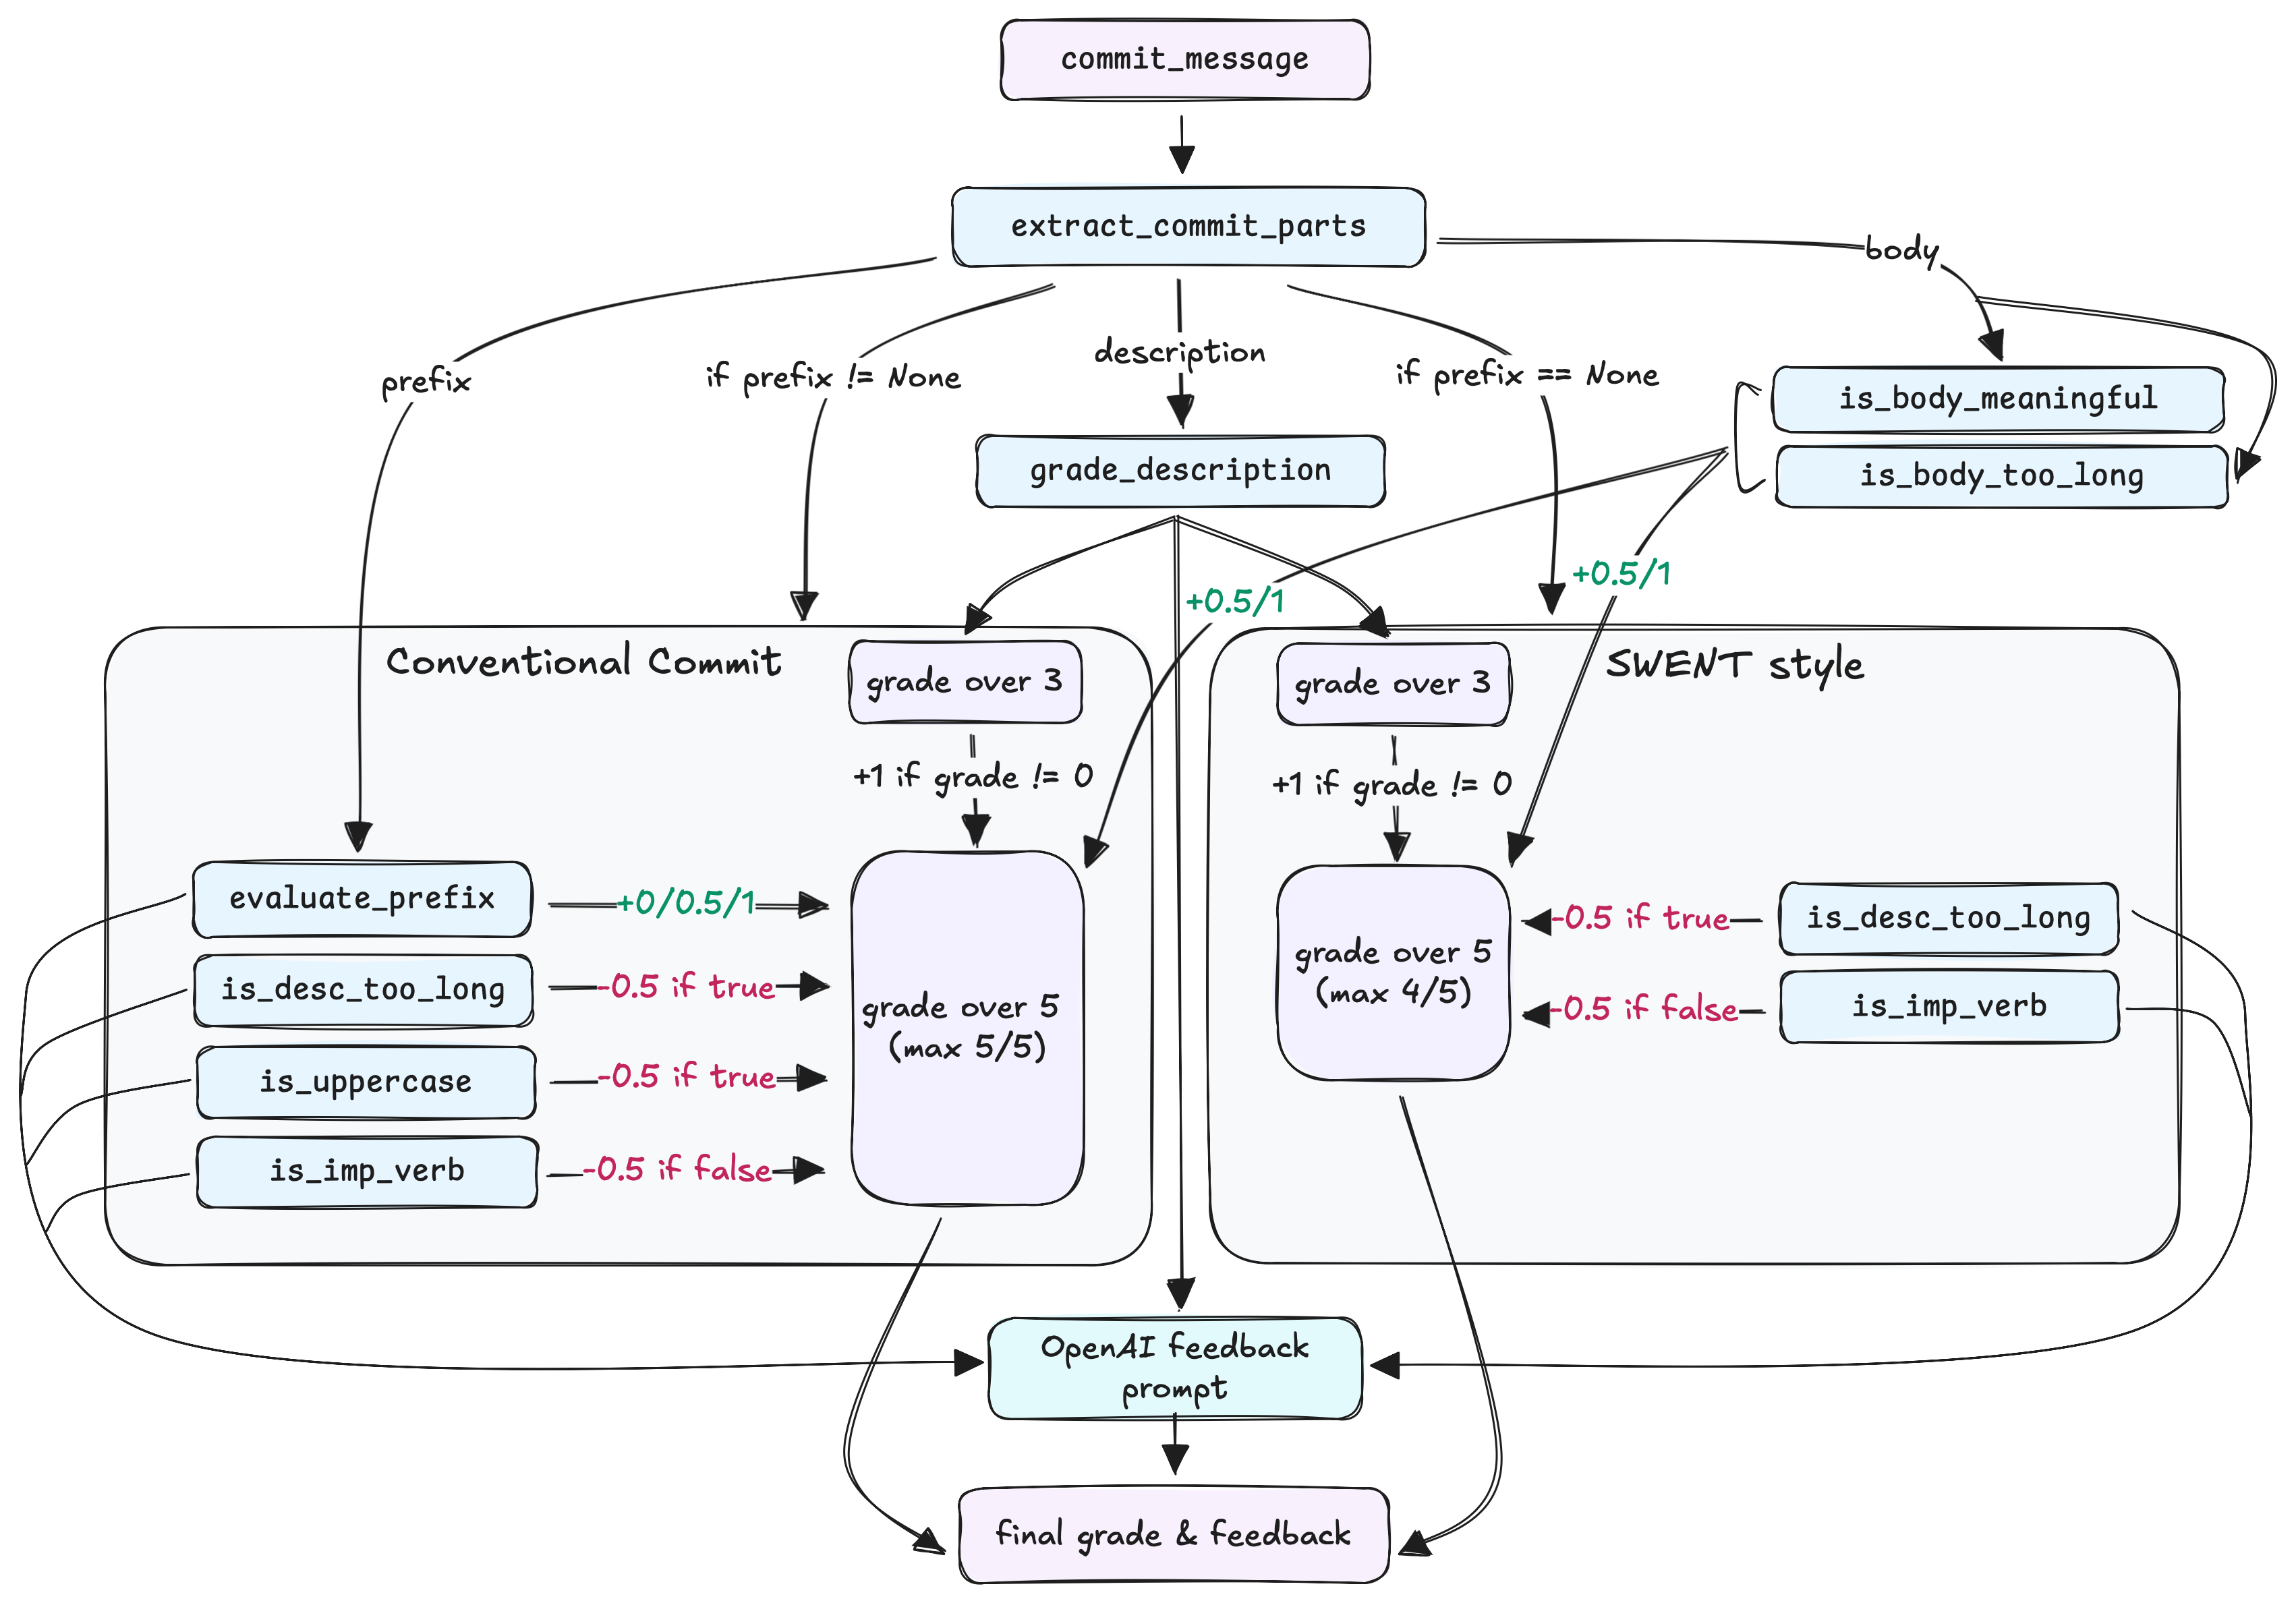 commit_message
extract_commit_parts
body
prefix
if prefix != None
description
if prefix == None
is_body_meaningful
is_body_too_long
grade_description
+0.5/1
+0.5/1
Conventional Commit
grade over 3
+1 if grade != 0
evaluate_prefix
+0/0.5/1
is_desc_too_long
-0.5 if true
is_uppercase
-0.5 if true
is_imp_verb
-0.5 if false
grade over 5
(max 5/5)
SWENT style
grade over 3
+1 if grade != 0
grade over 5
(max 4/5)
-0.5 if true
is_desc_too_long
-0.5 if false
is_imp_verb
OpenAI feedback
prompt
final grade & feedback